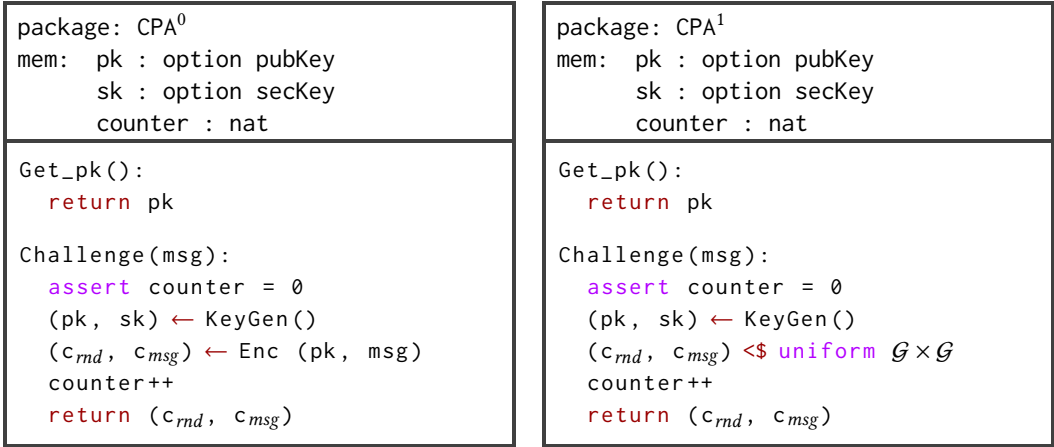 package: CPA⁰
mem: pk : option pubKey
sk : option secKey
counter : nat
Get_pk():
return pk
Challenge(msg):
assert counter = 0
(pk, sk) ← KeyGen()
(c_rnd, c_msg) ← Enc (pk, msg)
counter++
return (c_rnd, c_msg)
package: CPA¹
mem: pk : option pubKey
sk : option secKey
counter : nat
Get_pk():
return pk
Challenge(msg):
assert counter = 0
(pk, sk) ← KeyGen()
(c_rnd, c_msg) <$ uniform 𝒢×𝒢
counter++
return (c_rnd, c_msg)